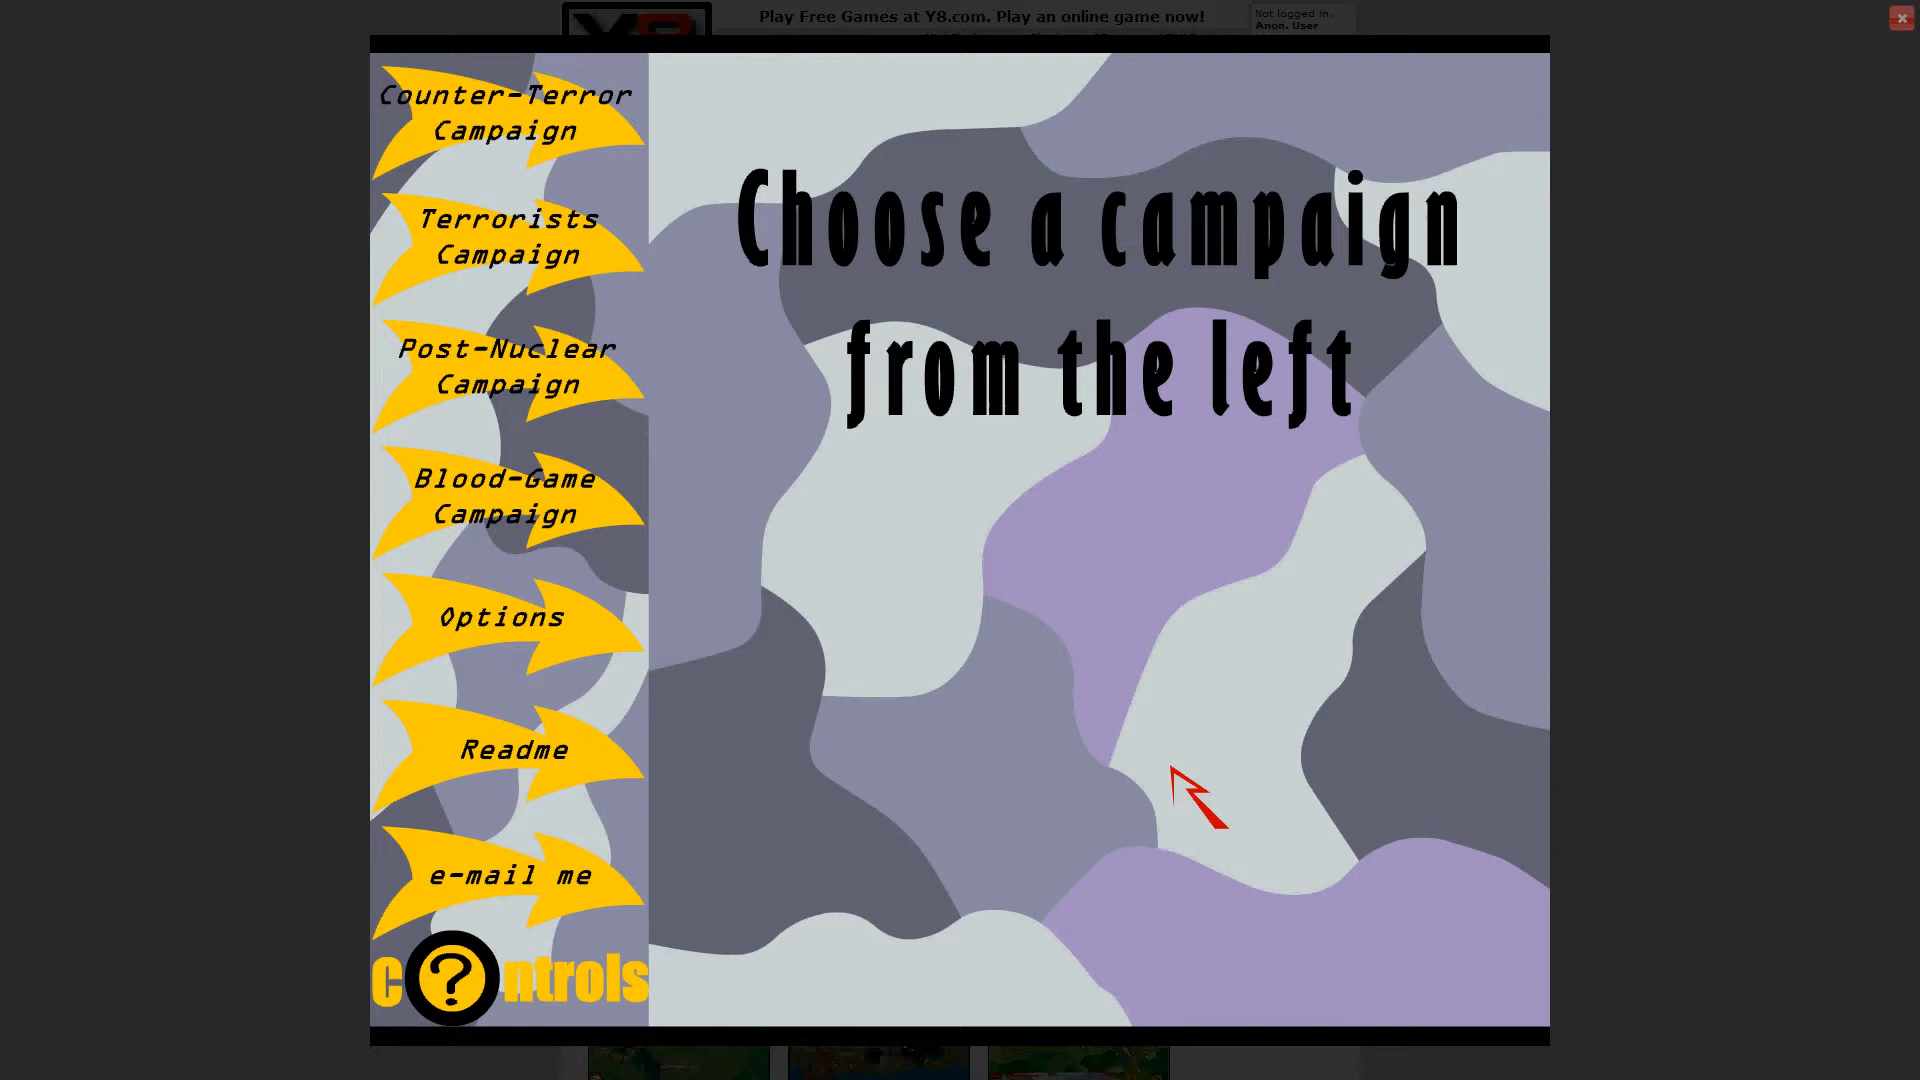 Y8
Play Free Games at Y8.com. Play an online game now!
Not logged in.
Anon. User
Counter-Terror
Campaign
Terrorists
Campaign
Post-Nuclear
Campaign
Blood-Game
Campaign
Options
Readme
e-mail me
C?ntrols
Choose a campaign
from the left